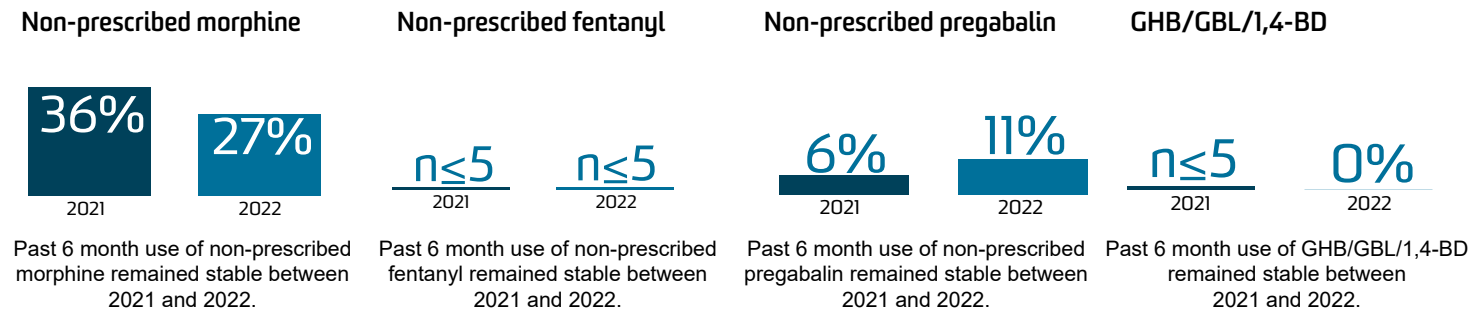 Non-prescribed morphine
36%
27%
2021
2022
Past 6 month use of non-prescribed
morphine remained stable between
2021 and 2022.
Non-prescribed fentanyl
n≤5
n≤5
2021
2022
Past 6 month use of non-prescribed
fentanyl remained stable between
2021 and 2022.
Non-prescribed pregabalin
6%
11%
2021
2022
Past 6 month use of non-prescribed
pregabalin remained stable between
2021 and 2022.
GHB/GBL/1,4-BD
n≤5
0%
2021
2022
Past 6 month use of GHB/GBL/1,4-BD
remained stable between
2021 and 2022.